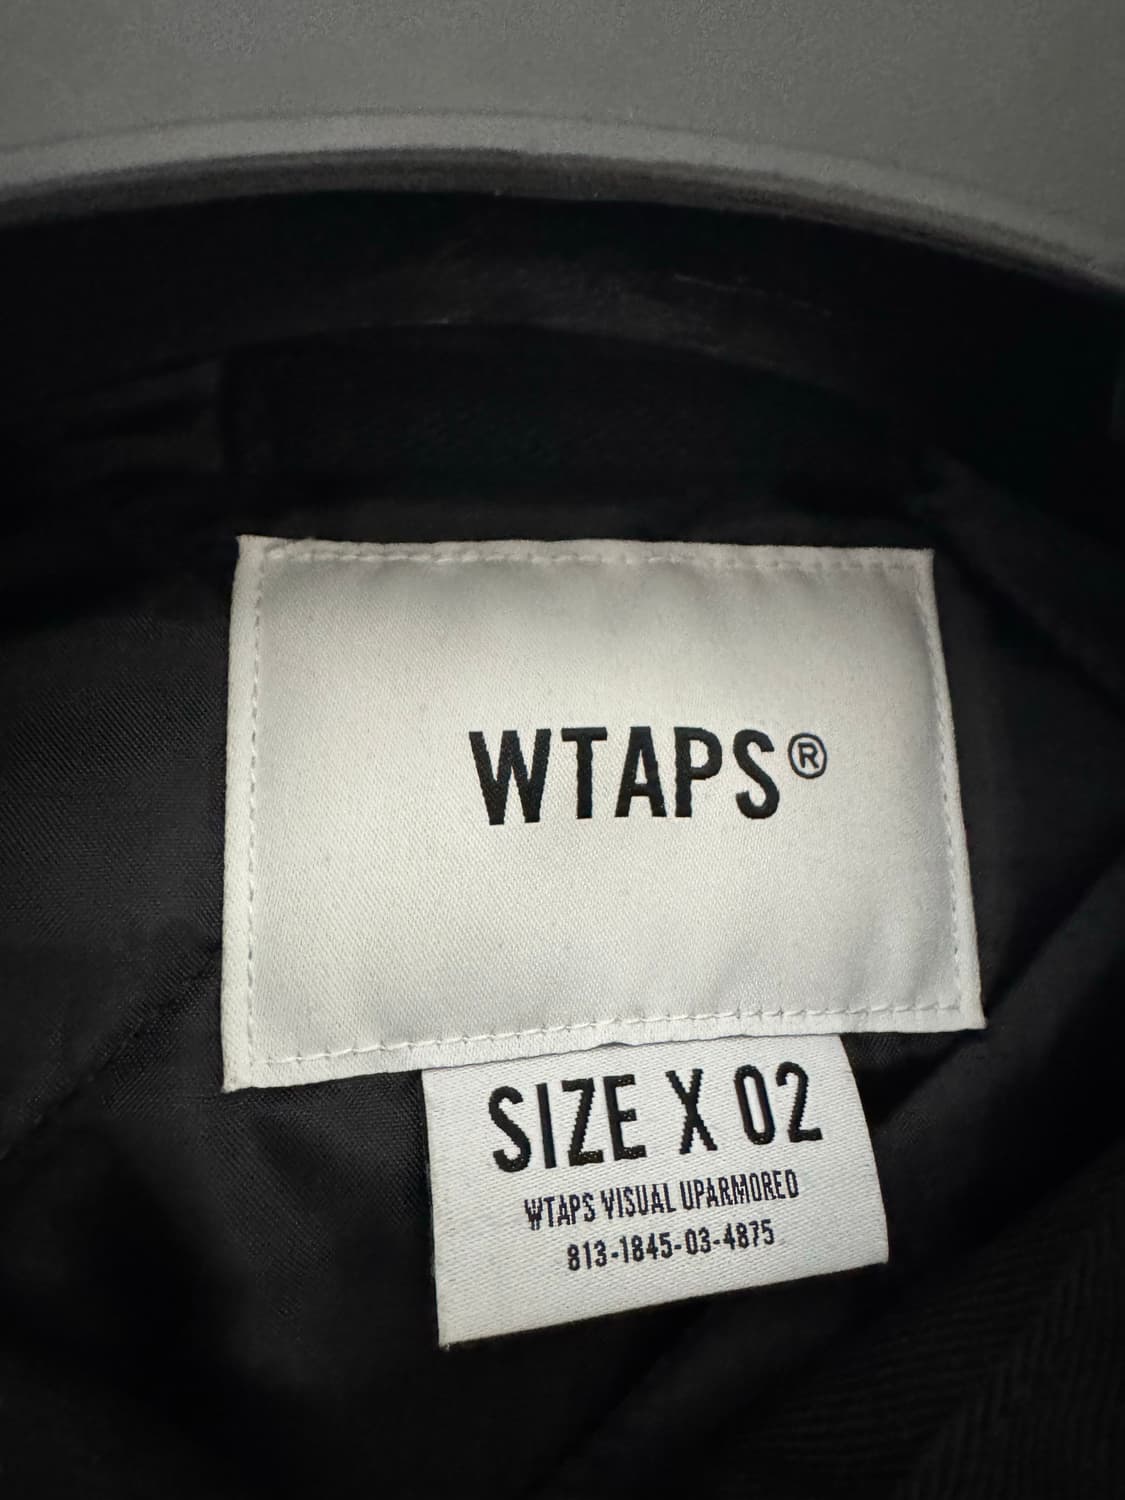 WTAPS®
SIZE X 02
WTAPS VISUAL UPARMORED
813-1845-03-4875